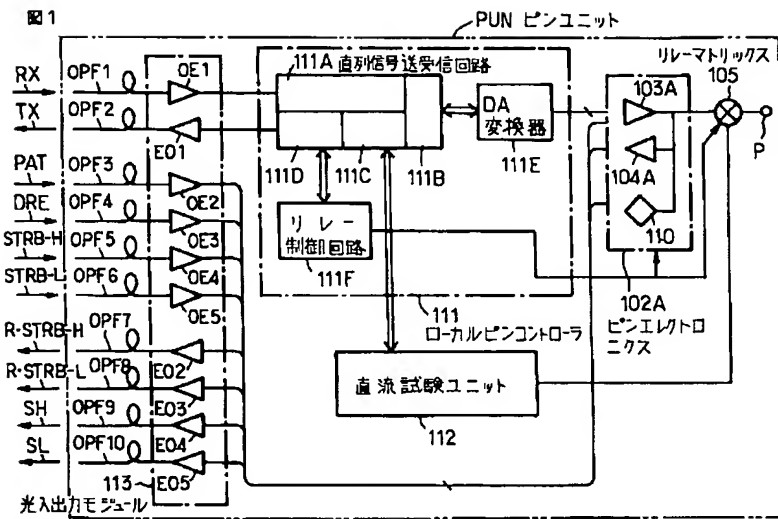 図1
PUN ピンユニット
リレーマトリックス
RX
OPF1
OE1
111A 直列信号送受信回路
DA変換器
103A
105
TX
OPF2
EO1
111D
111C
111B
111E
P
PAT
OPF3
OE2
104A
DRE
OPF4
OE3
リレー制御回路
110
STRB-H
OPF5
OE4
111F
STRB-L
OPF6
OE5
111
102A
ローカルピンコントローラ
ピンエレクトロニクス
R・STRB-H
OPF7
EO2
R・STRB-L
OPF8
EO3
直流試験ユニット
SH
OPF9
EO4
112
SL
OPF10
EO5
113
光入出力モジュール